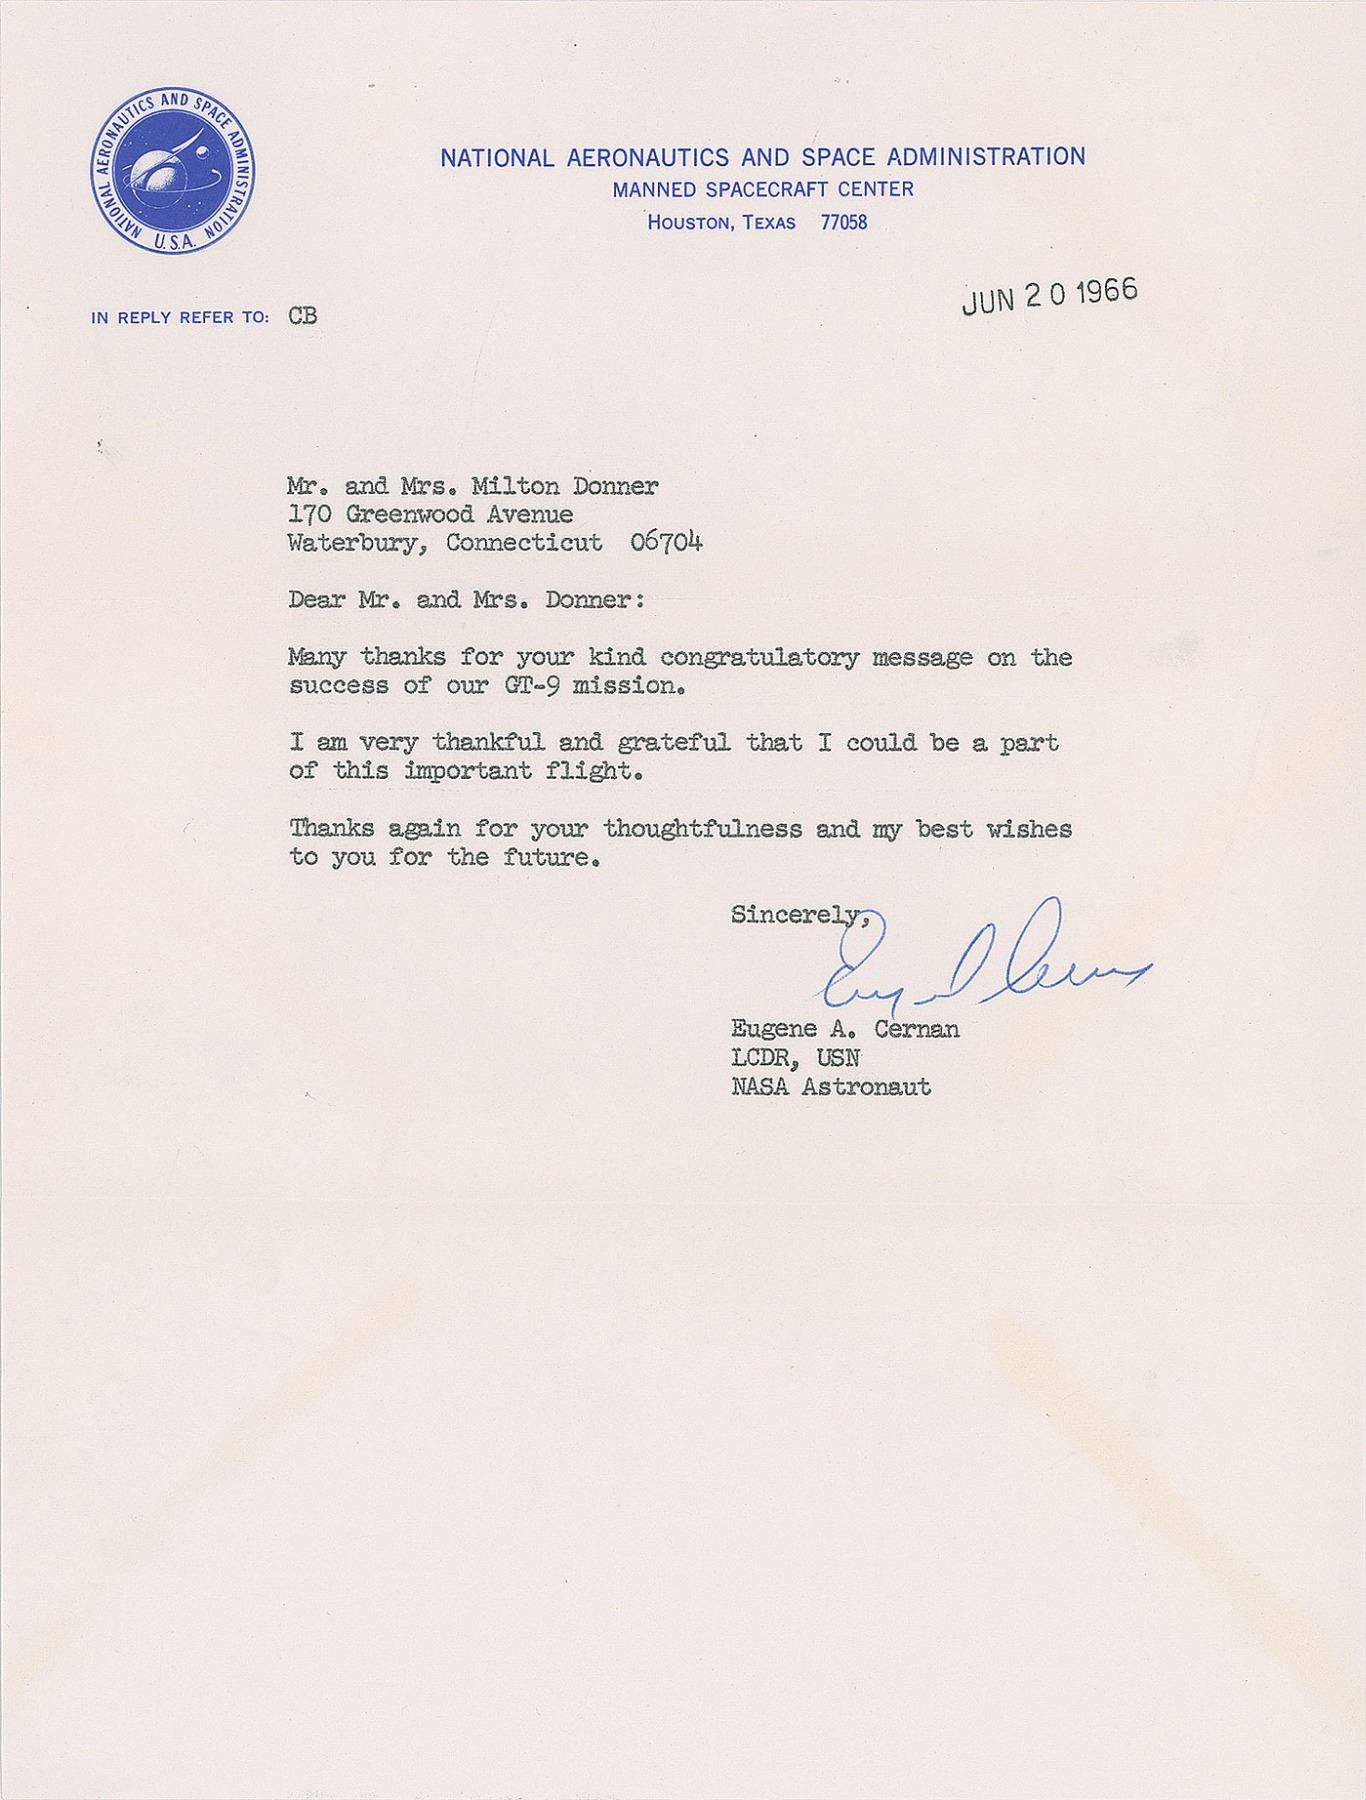 NATIONAL AERONAUTICS AND SPACE ADMINISTRATION
U.S.A.
NATIONAL AERONAUTICS AND SPACE ADMINISTRATION
MANNED SPACECRAFT CENTER
HOUSTON, TEXAS 77058
JUN 20 1966
IN REPLY REFER TO: CB
Mr. and Mrs. Milton Donner
170 Greenwood Avenue
Waterbury, Connecticut 06704
Dear Mr. and Mrs. Donner:
Many thanks for your kind congratulatory message on the
success of our GT-9 mission.
I am very thankful and grateful that I could be a part
of this important flight.
Thanks again for your thoughtfulness and my best wishes
to you for the future.
Sincerely,
Eugene A. Cernan
LCDR, USN
NASA Astronaut